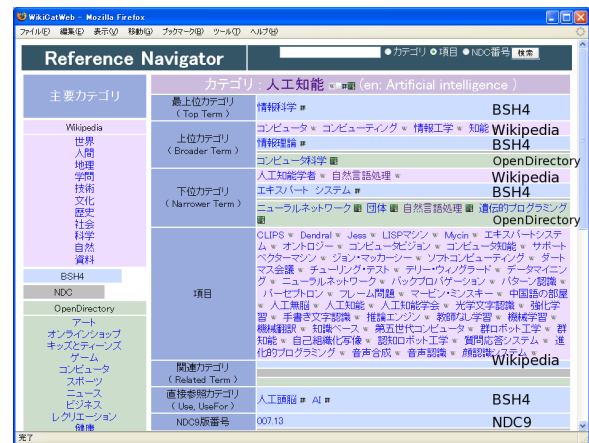 WikiCatWeb - Mozilla Firefox
ファイル(F) 編集(E) 表示(V) 移動(G) ブックマーク(B) ツール(T) ヘルプ(H)
Reference Navigator
カテゴリ 項目 NDC番号 検索
主要カテゴリ
Wikipedia
世界
人間
地理
学問
技術
文化
歴史
社会
科学
自然
資料
BSH4
NDC
OpenDirectory
アート
オンラインショップ
キッズとティーンズ
ゲーム
コンピュータ
スポーツ
ニュース
ビジネス
レクリエーション
健康
カテゴリ : 人工知能 (en: Artificial intelligence )
最上位カテゴリ
( Top Term )
情報科学
BSH4
上位カテゴリ
( Broader Term )
コンピュータ w コンピューティング w 情報工学 w 知能
Wikipedia
情報理論
BSH4
コンピュータ科学
OpenDirectory
下位カテゴリ
( Narrower Term )
人工知能学者 w 自然言語処理 w
Wikipedia
エキスパート システム
BSH4
ニューラルネットワーク 団体 自然言語処理 遺伝的プログラミング
OpenDirectory
項目
CLIPS w Dendral w Jess w LISPマシン w Mycin w エキスパートシステ
ム w オントロジー w コンピュータビジョン w コンピュータ知能 w サポート
ベクターマシン w ジョン・マッカーシー w ソフトコンピューティング w ダート
マス会議 w チューリング・テスト w テリー・ウィノグラード w データマイニン
グ w ニューラルネットワーク w バックプロパゲーション w パターン認識 w
パーセプトロン w フレーム問題 w マービン・ミンスキー w 中国語の部屋
w 人工無脳 w 人工知能 w 人工知能学会 w 光学文字認識 w 強化学
習 w 手書き文字認識 w 推論エンジン w 教師なし学習 w 機械学習 w
機械翻訳 w 知識ベース w 第五世代コンピュータ w 群ロボット工学 w 群
知能 w 自己組織化写像 w 認知ロボット工学 w 質問応答システム w 進
化的プログラミング w 音声合成 w 音声認識 w 顔認識システム w
Wikipedia
関連カテゴリ
( Related Term )
直接参照カテゴリ
( Use, UseFor )
人工頭脳 AI
BSH4
NDC9版番号
007.13
NDC9
完了